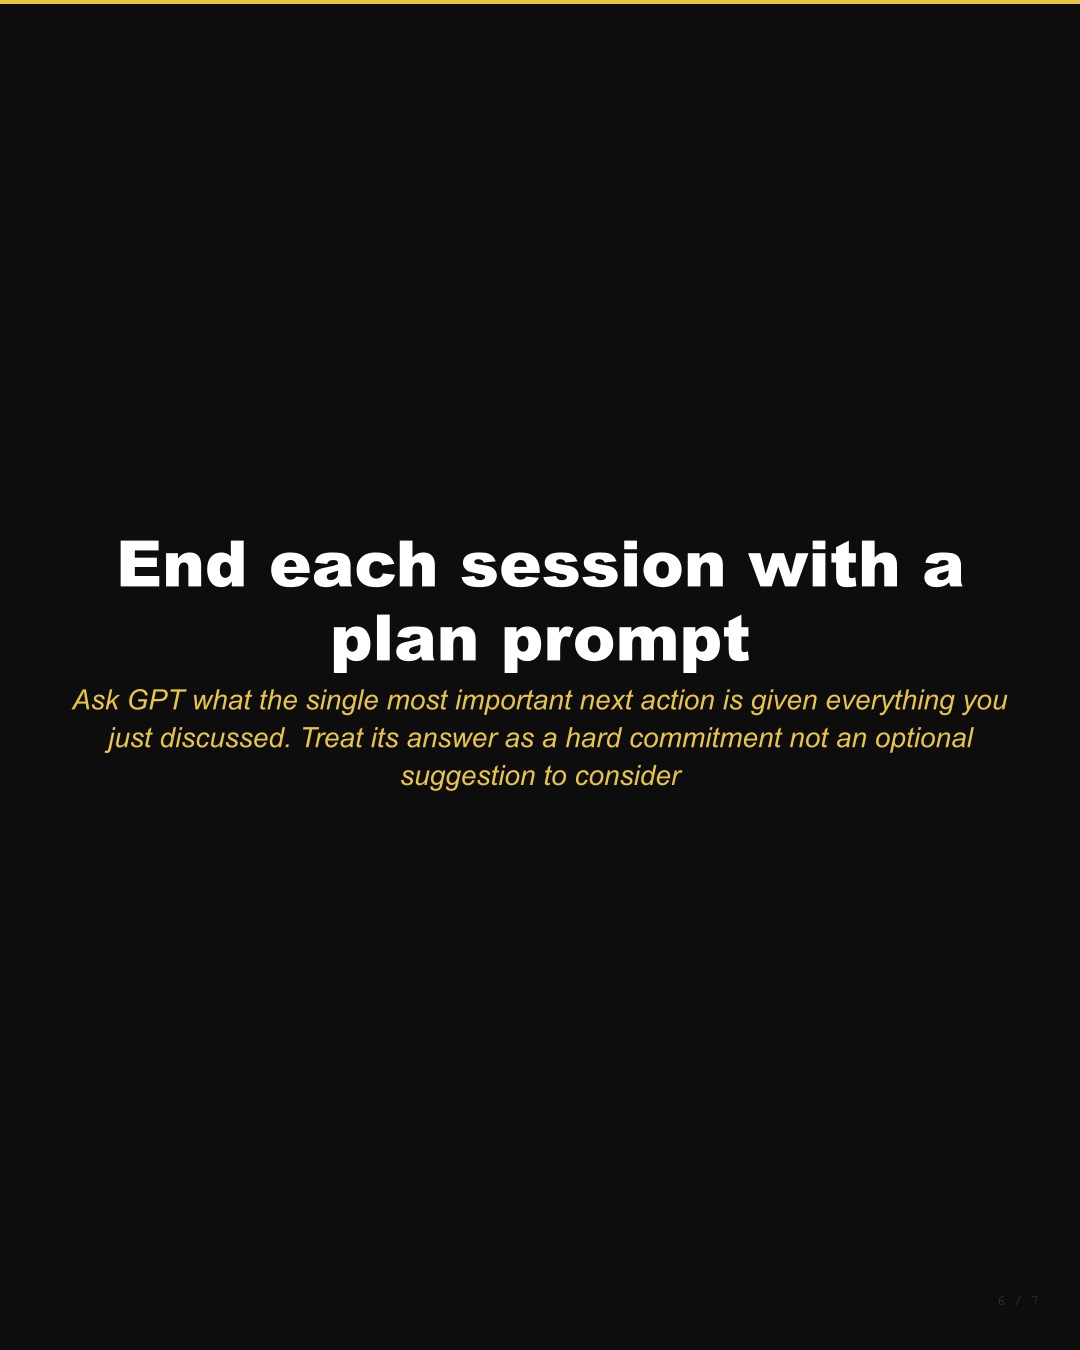 End each session with a
plan prompt
Ask GPT what the single most important next action is given everything you
just discussed. Treat its answer as a hard commitment not an optional
suggestion to consider
6 / 7